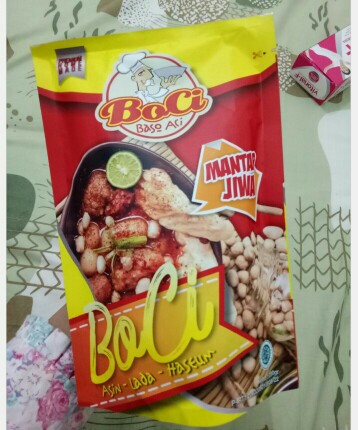 BoCi
Baso Aci
MANTAP
JIWA
BoCi
Asin - Lada - Haseum